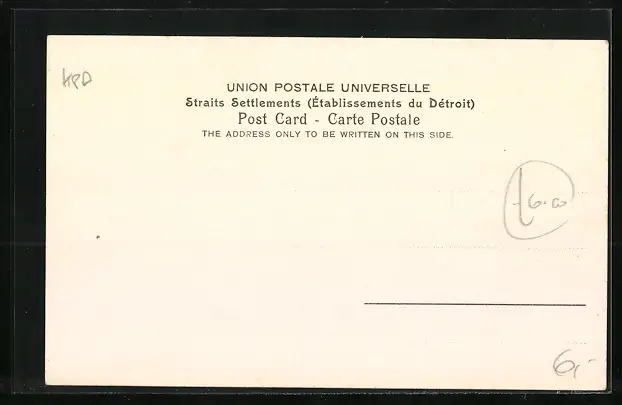 UNION POSTALE UNIVERSELLE
Straits Settlements (Établissements du Détroit)
Post Card - Carte Postale
THE ADDRESS ONLY TO BE WRITTEN ON THIS SIDE.
£6.00
6,-